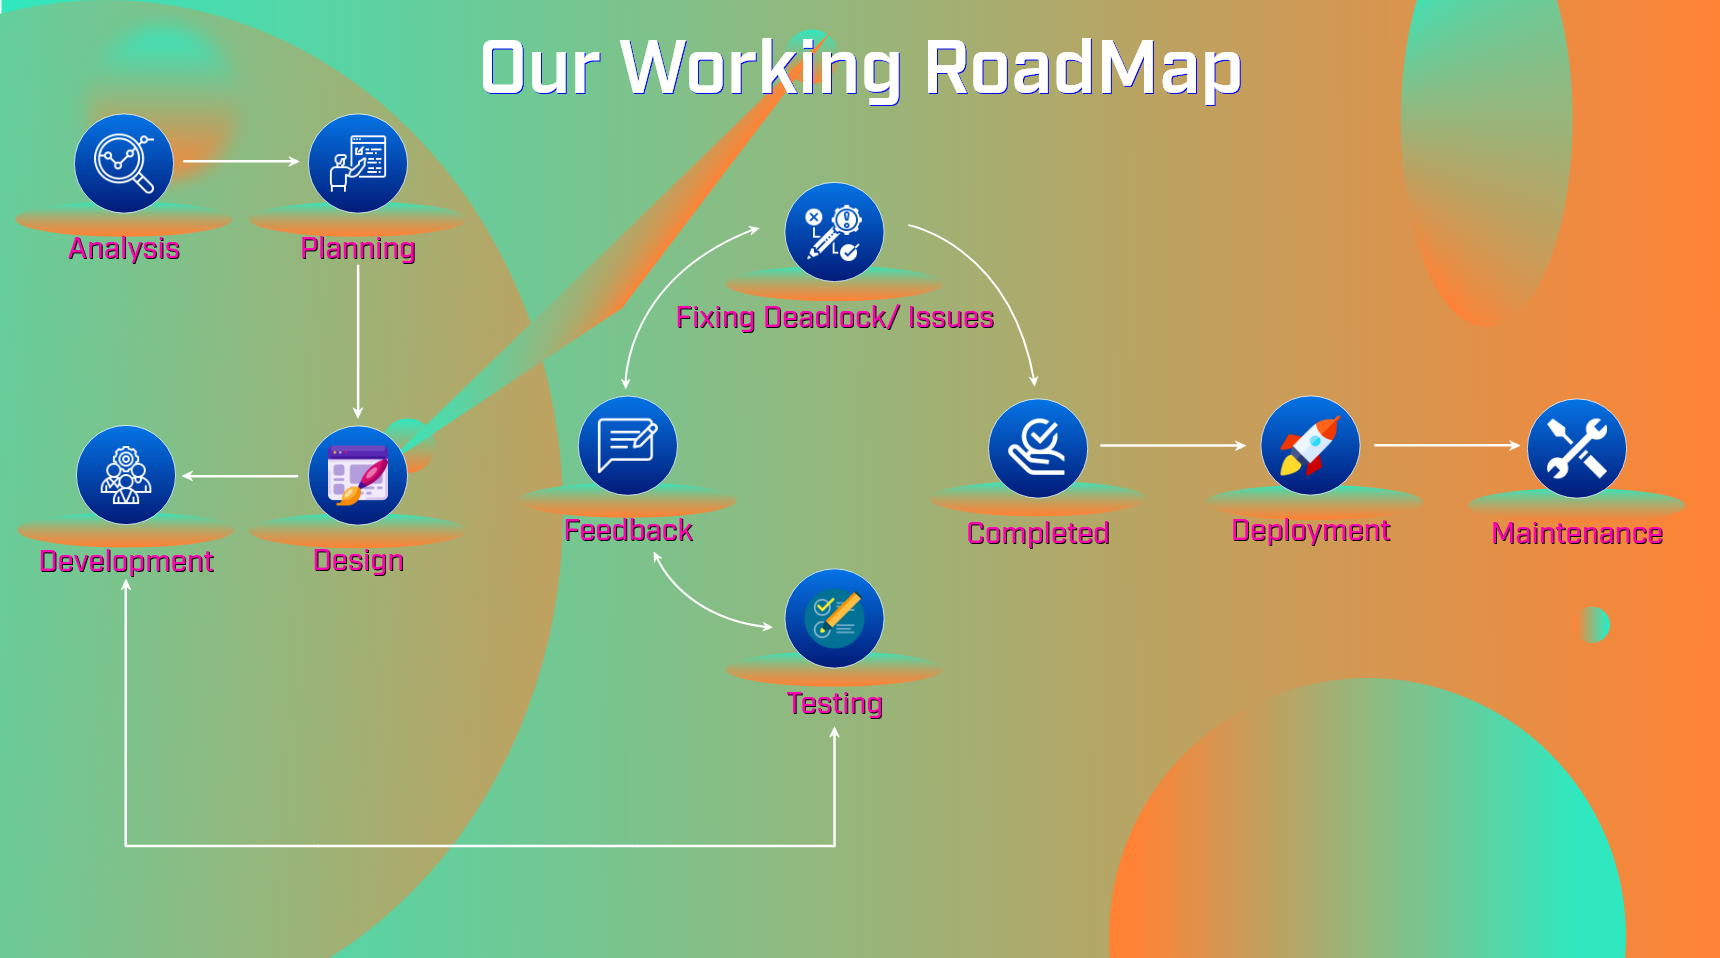 Our Working RoadMap
Analysis
Planning
Fixing Deadlock/ Issues
Development
Design
Feedback
Completed
Deployment
Maintenance
Testing